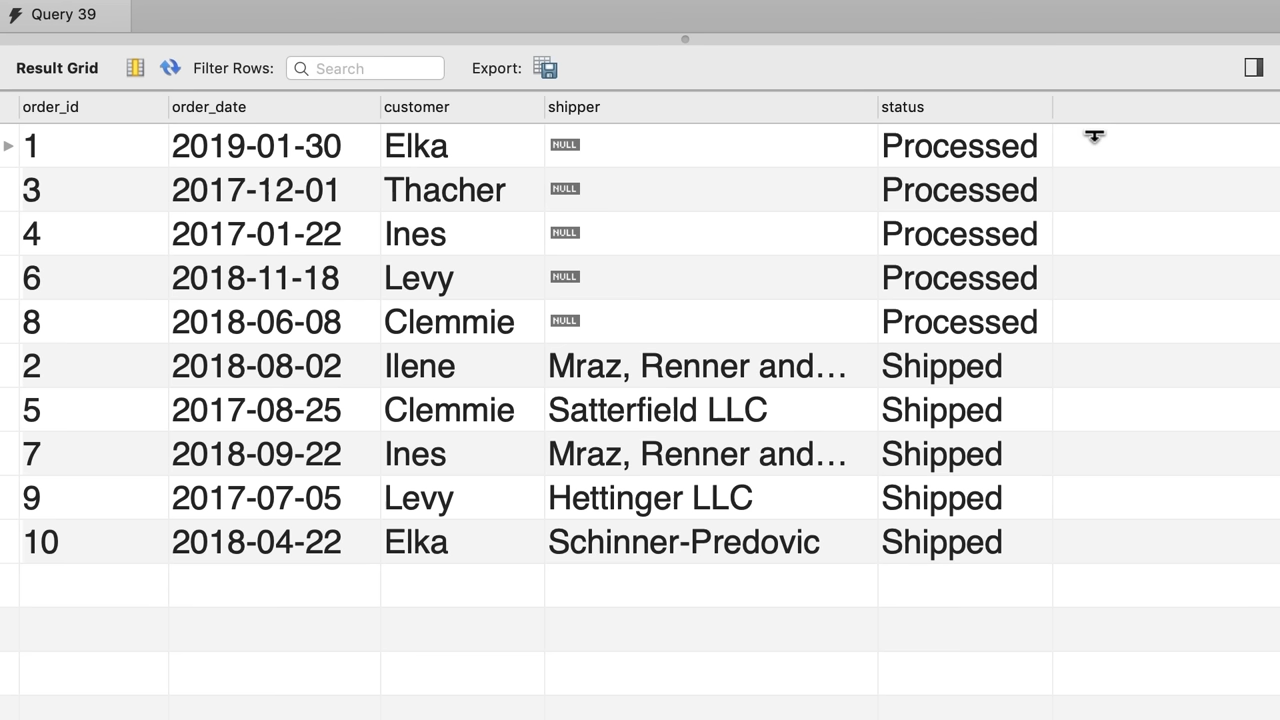 Query 39
Result Grid Filter Rows: Search Export:
order_id order_date customer shipper status
1 2019-01-30 Elka NULL Processed
3 2017-12-01 Thacher NULL Processed
4 2017-01-22 Ines NULL Processed
6 2018-11-18 Levy NULL Processed
8 2018-06-08 Clemmie NULL Processed
2 2018-08-02 Ilene Mraz, Renner and... Shipped
5 2017-08-25 Clemmie Satterfield LLC Shipped
7 2018-09-22 Ines Mraz, Renner and... Shipped
9 2017-07-05 Levy Hettinger LLC Shipped
10 2018-04-22 Elka Schinner-Predovic Shipped